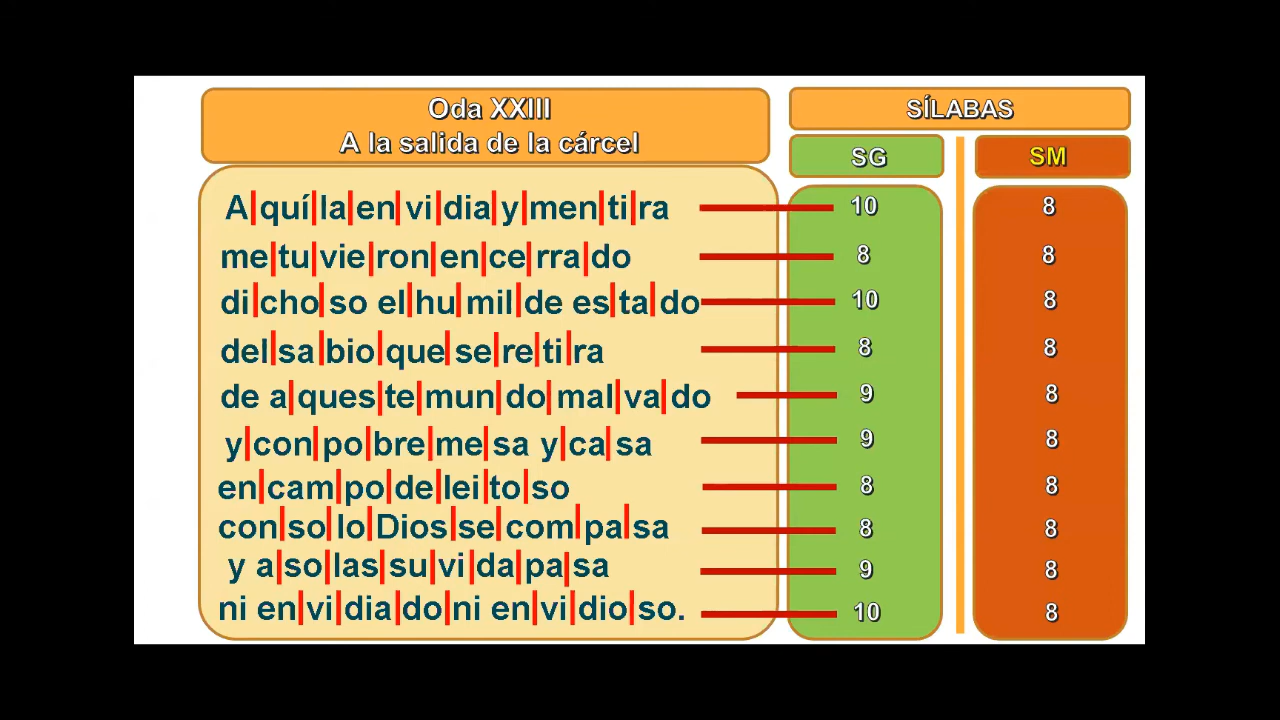 Oda XXIII
A la salida de la cárcel
SÍLABAS
SG
SM
A|quí|la|en|vi|dia|y|men|ti|ra 10 8
me|tu|vie|ron|en|ce|rra|do 8 8
di|cho|so el|hu|mil|de es|ta|do 10 8
del|sa|bio|que|se|re|ti|ra 8 8
de a|ques|te|mun|do|mal|va|do 9 8
y|con|po|bre|me|sa y|ca|sa 9 8
en|cam|po|de|lei|to|so 8 8
con|so|lo|Dios|se|com|pa|sa 8 8
y a|so|las|su|vi|da|pa|sa 9 8
ni en|vi|dia|do|ni en|vi|dio|so. 10 8